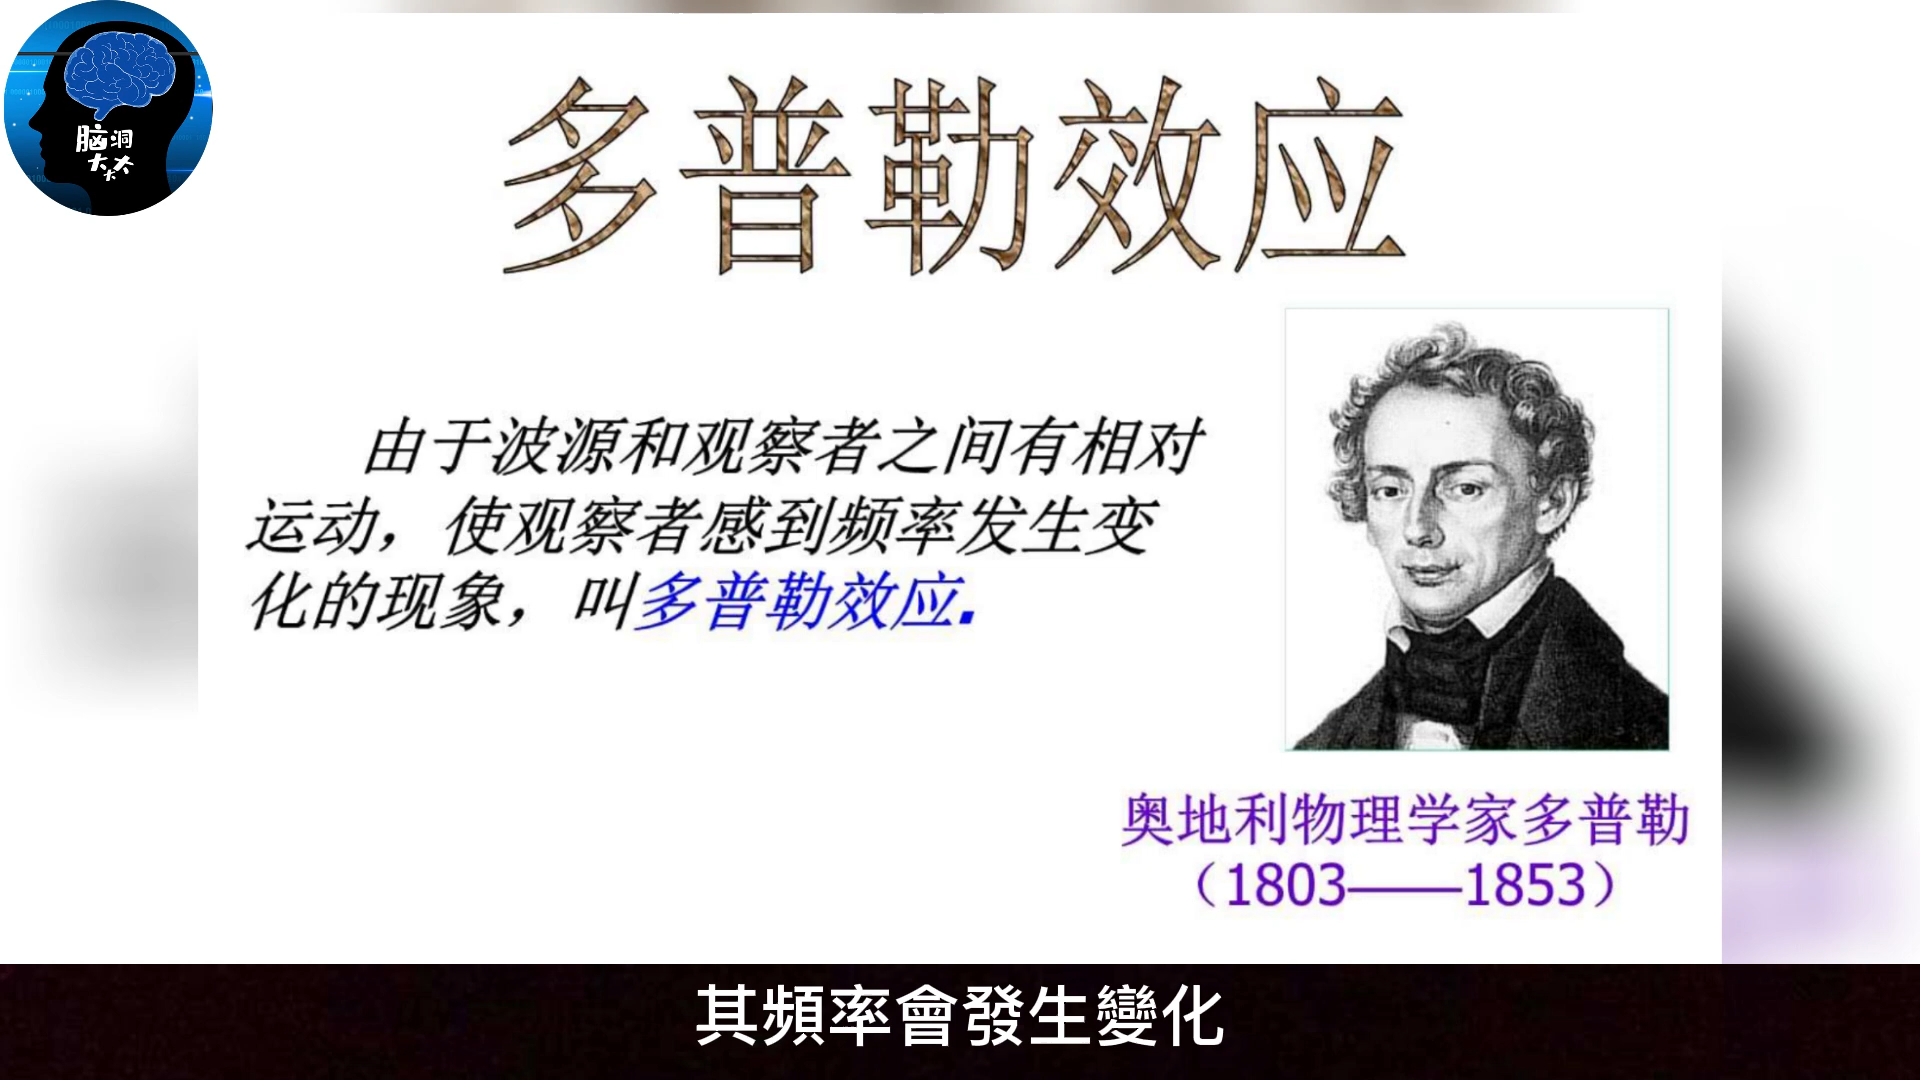 脑洞
大大大
多普勒效应
由于波源和观察者之间有相对
运动，使观察者感到频率发生变
化的现象，叫多普勒效应.
奥地利物理学家多普勒
（1803——1853）
其頻率會發生變化